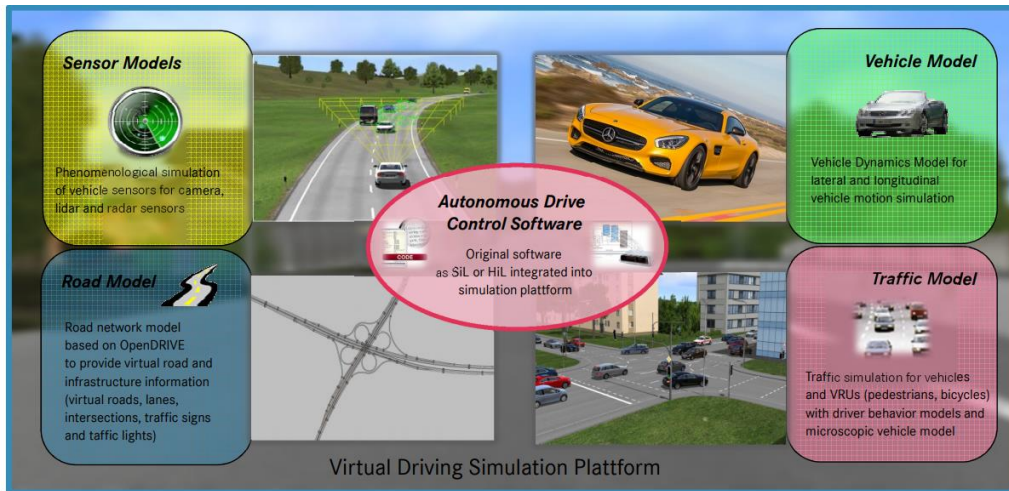 Sensor Models
Phenomenological simulation
of vehicle sensors for camera,
lidar and radar sensors
Vehicle Model
Vehicle Dynamics Model for
lateral and longitudinal
vehicle motion simulation
Autonomous Drive
Control Software
CODE
Original software
as SiL or HiL integrated into
simulation plattform
Road Model
Road network model
based on OpenDRIVE
to provide virtual road and
infrastructure information
(virtual roads, lanes,
intersections, traffic signs
and taffic lights)
Traffic Model
Traffic simulation for vehicles
and VRUs (pedestrians, bicycles)
with driver behavior models and
microscopic vehicle model
Virtual Driving Simulation Plattform